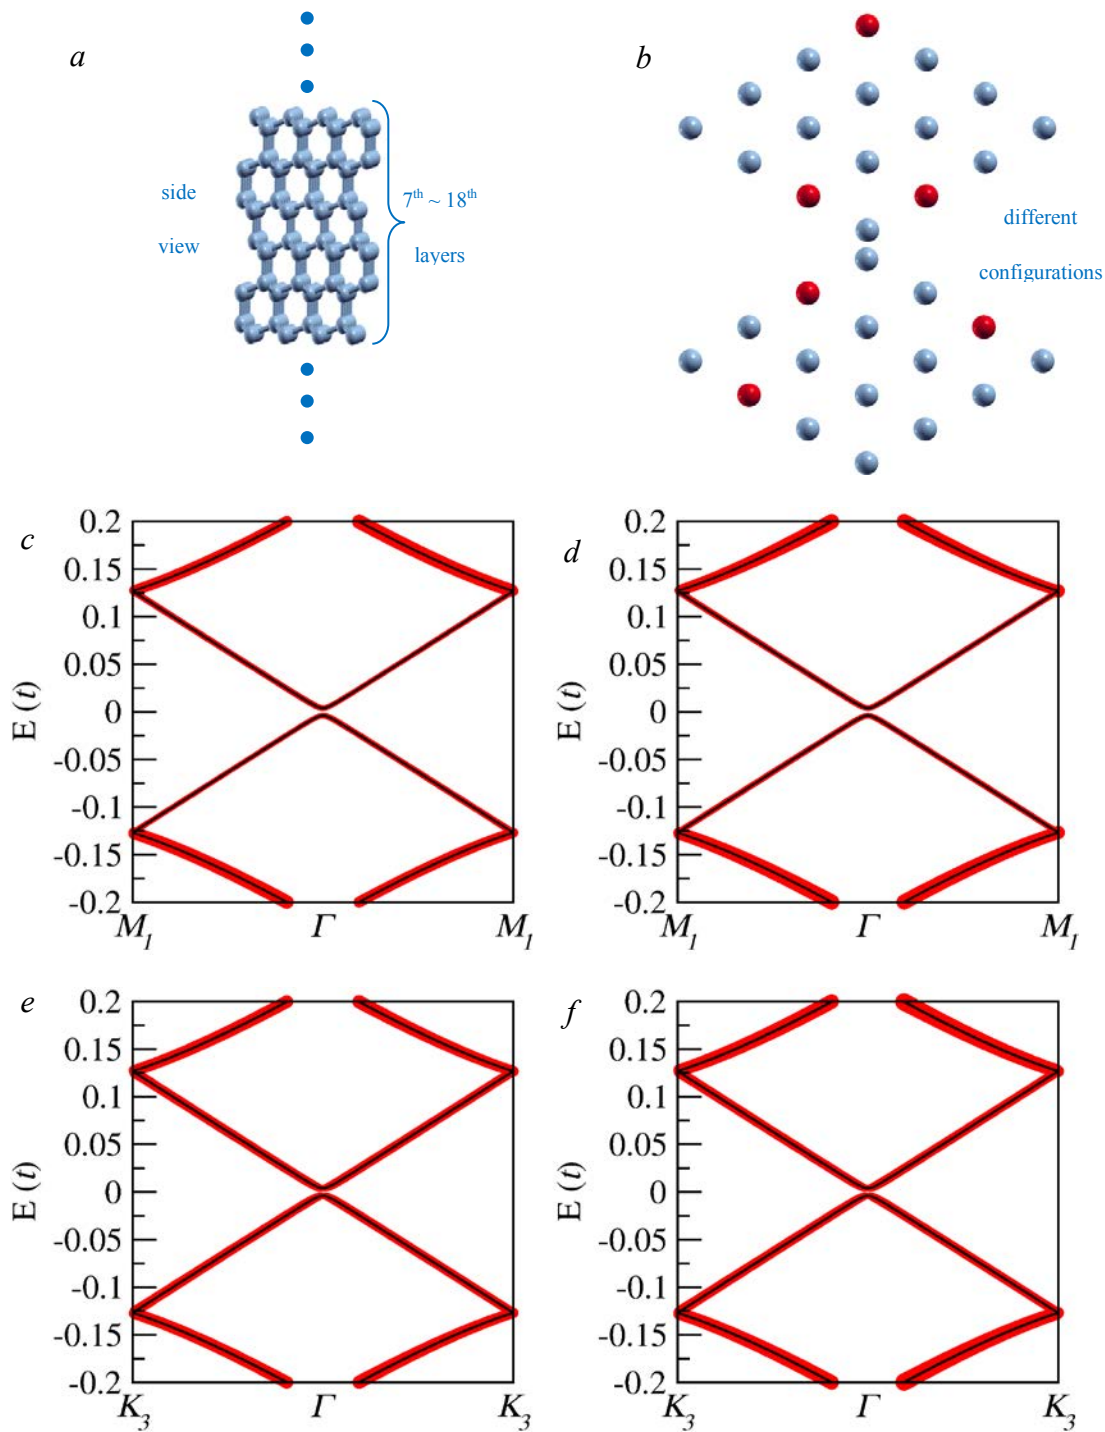 a
b
side
view
7th ~ 18th
layers
different
configurations
c
d
0.2
0.15
0.1
0.05
0
-0.05
-0.1
-0.15
-0.2
E (t)
M1 Γ M1
0.2
0.15
0.1
0.05
0
-0.05
-0.1
-0.15
-0.2
E (t)
M1 Γ M1
e
f
0.2
0.15
0.1
0.05
0
-0.05
-0.1
-0.15
-0.2
E (t)
K3 Γ K3
0.2
0.15
0.1
0.05
0
-0.05
-0.1
-0.15
-0.2
E (t)
K3 Γ K3